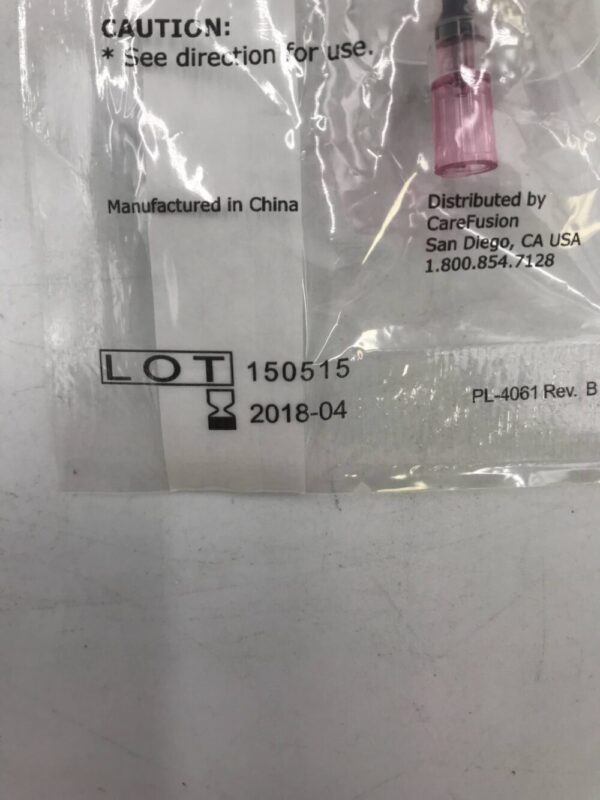 CAUTION:
* See direction for use.
Manufactured in China
Distributed by
CareFusion
San Diego, CA USA
1.800.854.7128
LOT 150515
2018-04
PL-4061 Rev. B